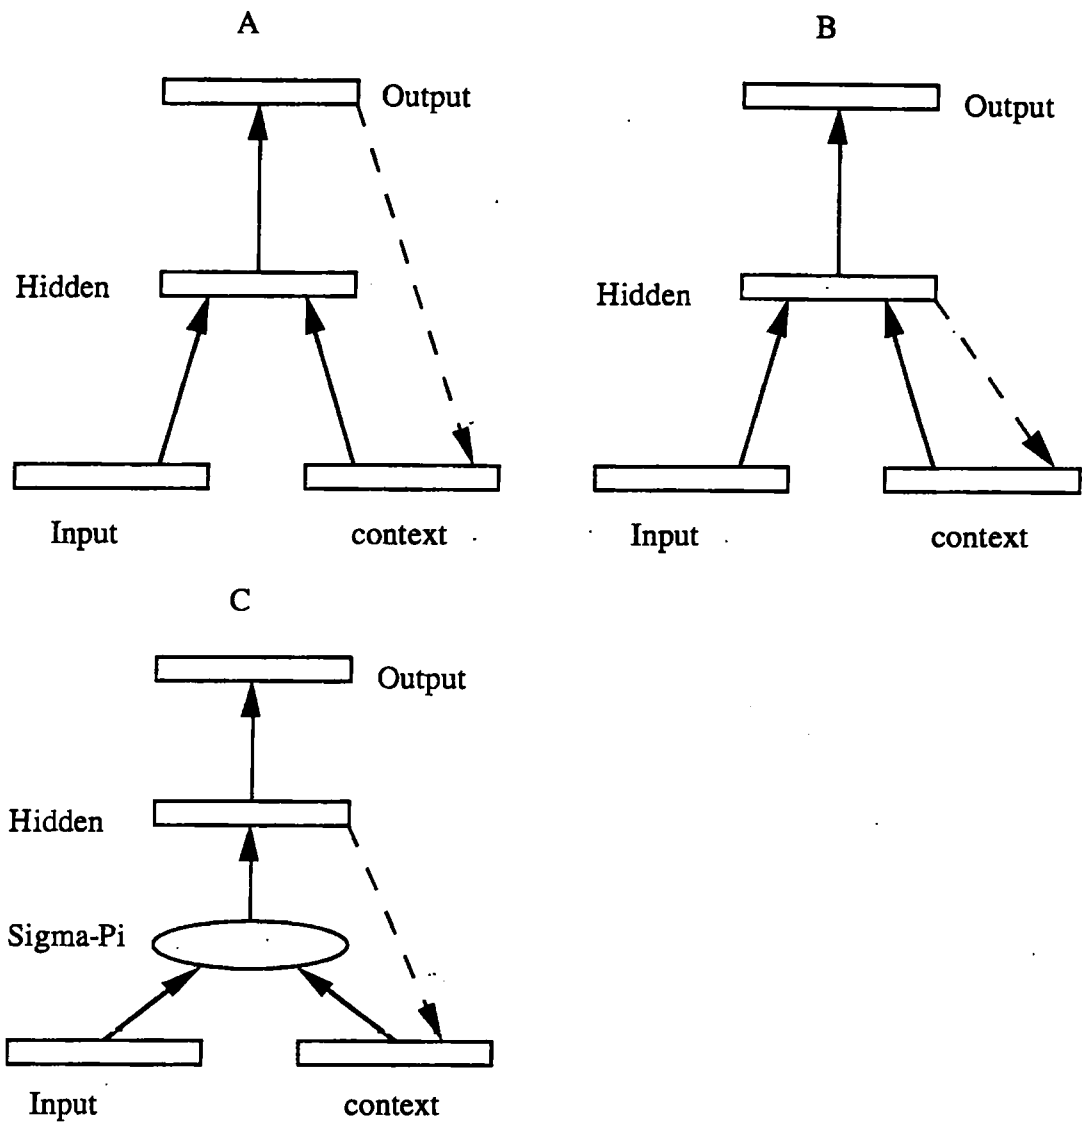 A
Output
Hidden
Input
context
B
Output
Hidden
Input
context
C
Output
Hidden
Sigma-Pi
Input
context